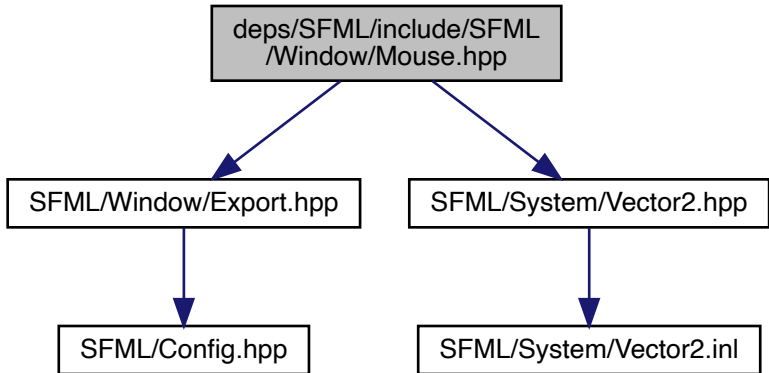 deps/SFML/include/SFML
/Window/Mouse.hpp
SFML/Window/Export.hpp
SFML/System/Vector2.hpp
SFML/Config.hpp
SFML/System/Vector2.inl